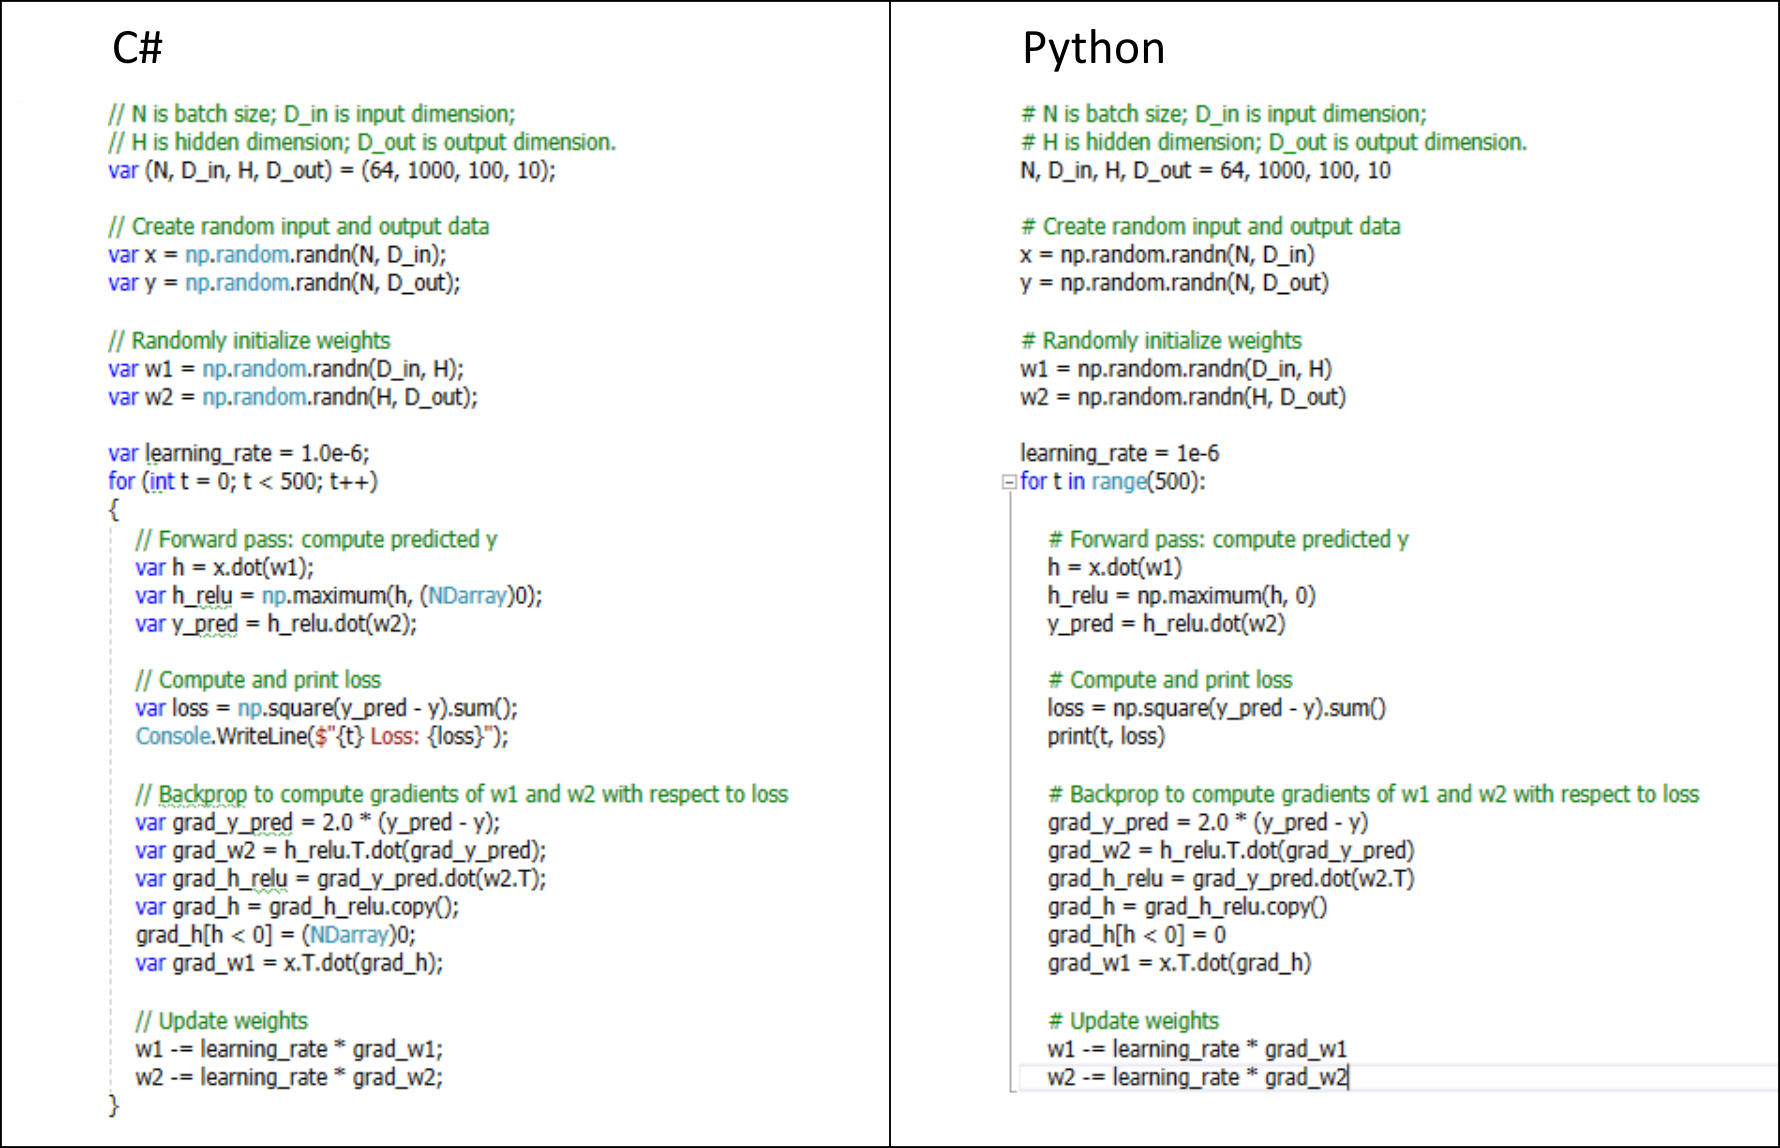 C#
// N is batch size; D_in is input dimension;
// H is hidden dimension; D_out is output dimension.
var (N, D_in, H, D_out) = (64, 1000, 100, 10);
// Create random input and output data
var x = np.random.randn(N, D_in);
var y = np.random.randn(N, D_out);
// Randomly initialize weights
var w1 = np.random.randn(D_in, H);
var w2 = np.random.randn(H, D_out);
var learning_rate = 1.0e-6;
for (int t = 0; t < 500; t++)
{
// Forward pass: compute predicted y
var h = x.dot(w1);
var h_relu = np.maximum(h, (NDarray)0);
var y_pred = h_relu.dot(w2);
// Compute and print loss
var loss = np.square(y_pred - y).sum();
Console.WriteLine($"{t} Loss: {loss}");
// Backprop to compute gradients of w1 and w2 with respect to loss
var grad_y_pred = 2.0 * (y_pred - y);
var grad_w2 = h_relu.T.dot(grad_y_pred);
var grad_h_relu = grad_y_pred.dot(w2.T);
var grad_h = grad_h_relu.copy();
grad_h[h < 0] = (NDarray)0;
var grad_w1 = x.T.dot(grad_h);
// Update weights
w1 -= learning_rate * grad_w1;
w2 -= learning_rate * grad_w2;
}
Python
# N is batch size; D_in is input dimension;
# H is hidden dimension; D_out is output dimension.
N, D_in, H, D_out = 64, 1000, 100, 10
# Create random input and output data
x = np.random.randn(N, D_in)
y = np.random.randn(N, D_out)
# Randomly initialize weights
w1 = np.random.randn(D_in, H)
w2 = np.random.randn(H, D_out)
learning_rate = 1e-6
for t in range(500):
# Forward pass: compute predicted y
h = x.dot(w1)
h_relu = np.maximum(h, 0)
y_pred = h_relu.dot(w2)
# Compute and print loss
loss = np.square(y_pred - y).sum()
print(t, loss)
# Backprop to compute gradients of w1 and w2 with respect to loss
grad_y_pred = 2.0 * (y_pred - y)
grad_w2 = h_relu.T.dot(grad_y_pred)
grad_h_relu = grad_y_pred.dot(w2.T)
grad_h = grad_h_relu.copy()
grad_h[h < 0] = 0
grad_w1 = x.T.dot(grad_h)
# Update weights
w1 -= learning_rate * grad_w1
w2 -= learning_rate * grad_w2